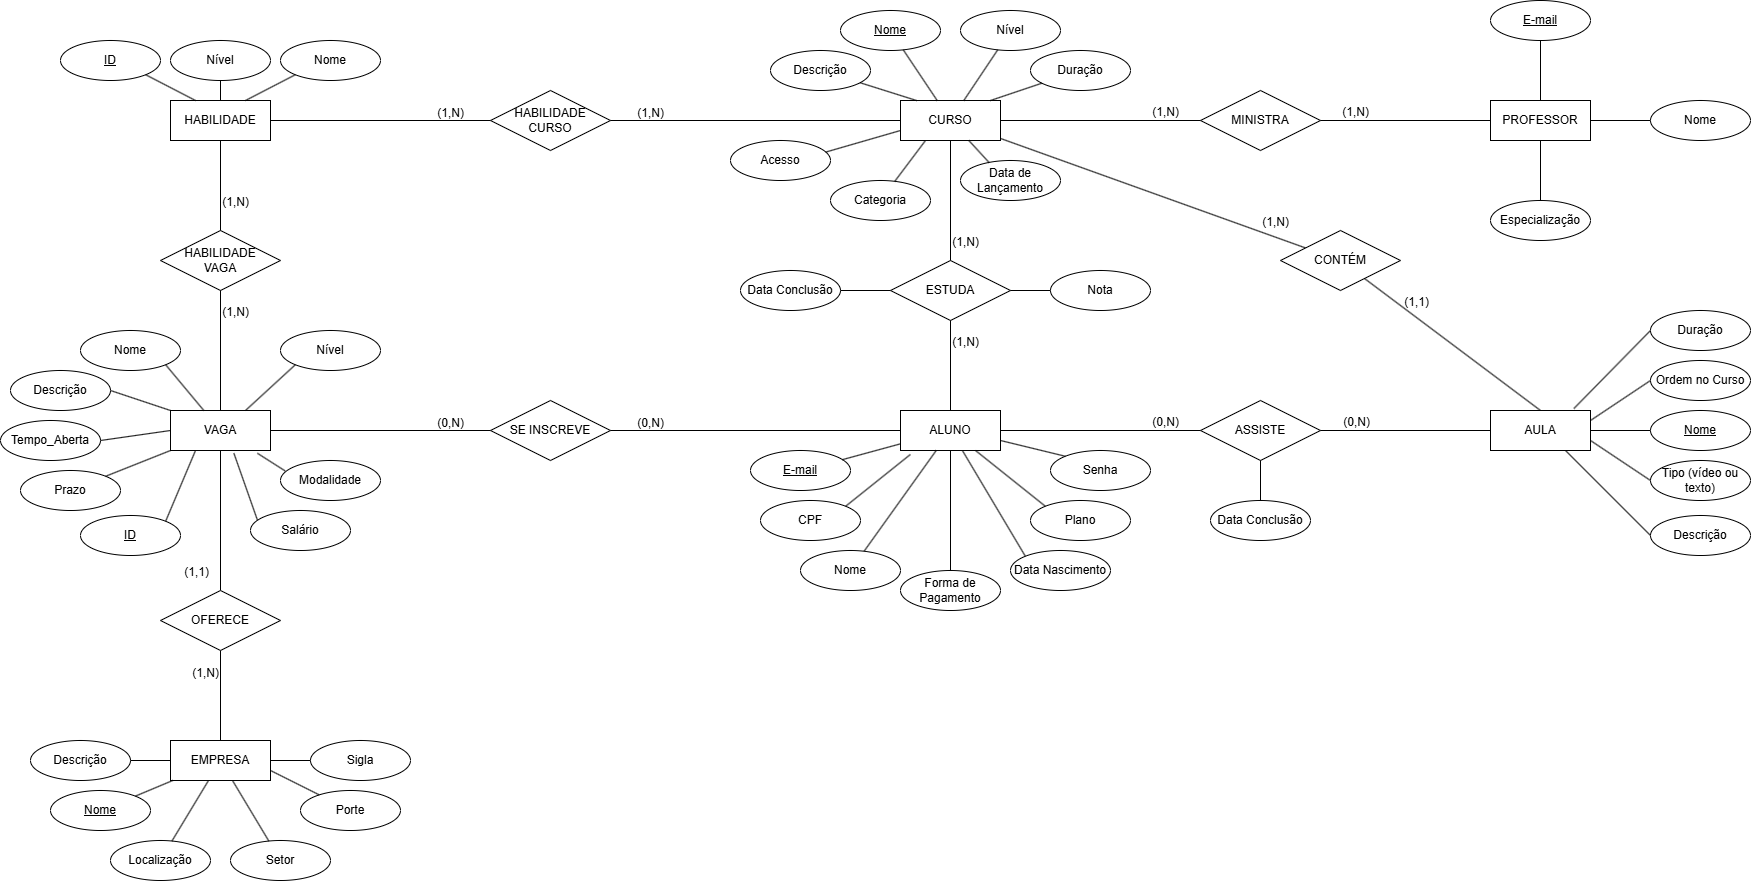 E-mail
Nome
Nível
ID
Nível
Nome
Descrição
Duração
HABILIDADE
(1,N)
HABILIDADE
CURSO
(1,N)
CURSO
(1,N)
MINISTRA
(1,N)
PROFESSOR
Nome
Acesso
Data de
Lançamento
Categoria
(1,N)
(1,N)
Especialização
HABILIDADE
VAGA
(1,N)
CONTÉM
Data Conclusão
ESTUDA
Nota
(1,N)
(1,1)
Duração
(1,N)
Nome
Nível
Ordem no Curso
Descrição
VAGA
(0,N)
SE INSCREVE
(0,N)
ALUNO
(0,N)
ASSISTE
(0,N)
AULA
Nome
Tempo_Aberta
E-mail
Senha
Tipo (vídeo ou
texto)
Modalidade
Prazo
CPF
Plano
Data Conclusão
Salário
ID
Descrição
(1,1)
Nome
Data Nascimento
Forma de
Pagamento
OFERECE
(1,N)
Descrição
EMPRESA
Sigla
Nome
Porte
Localização
Setor